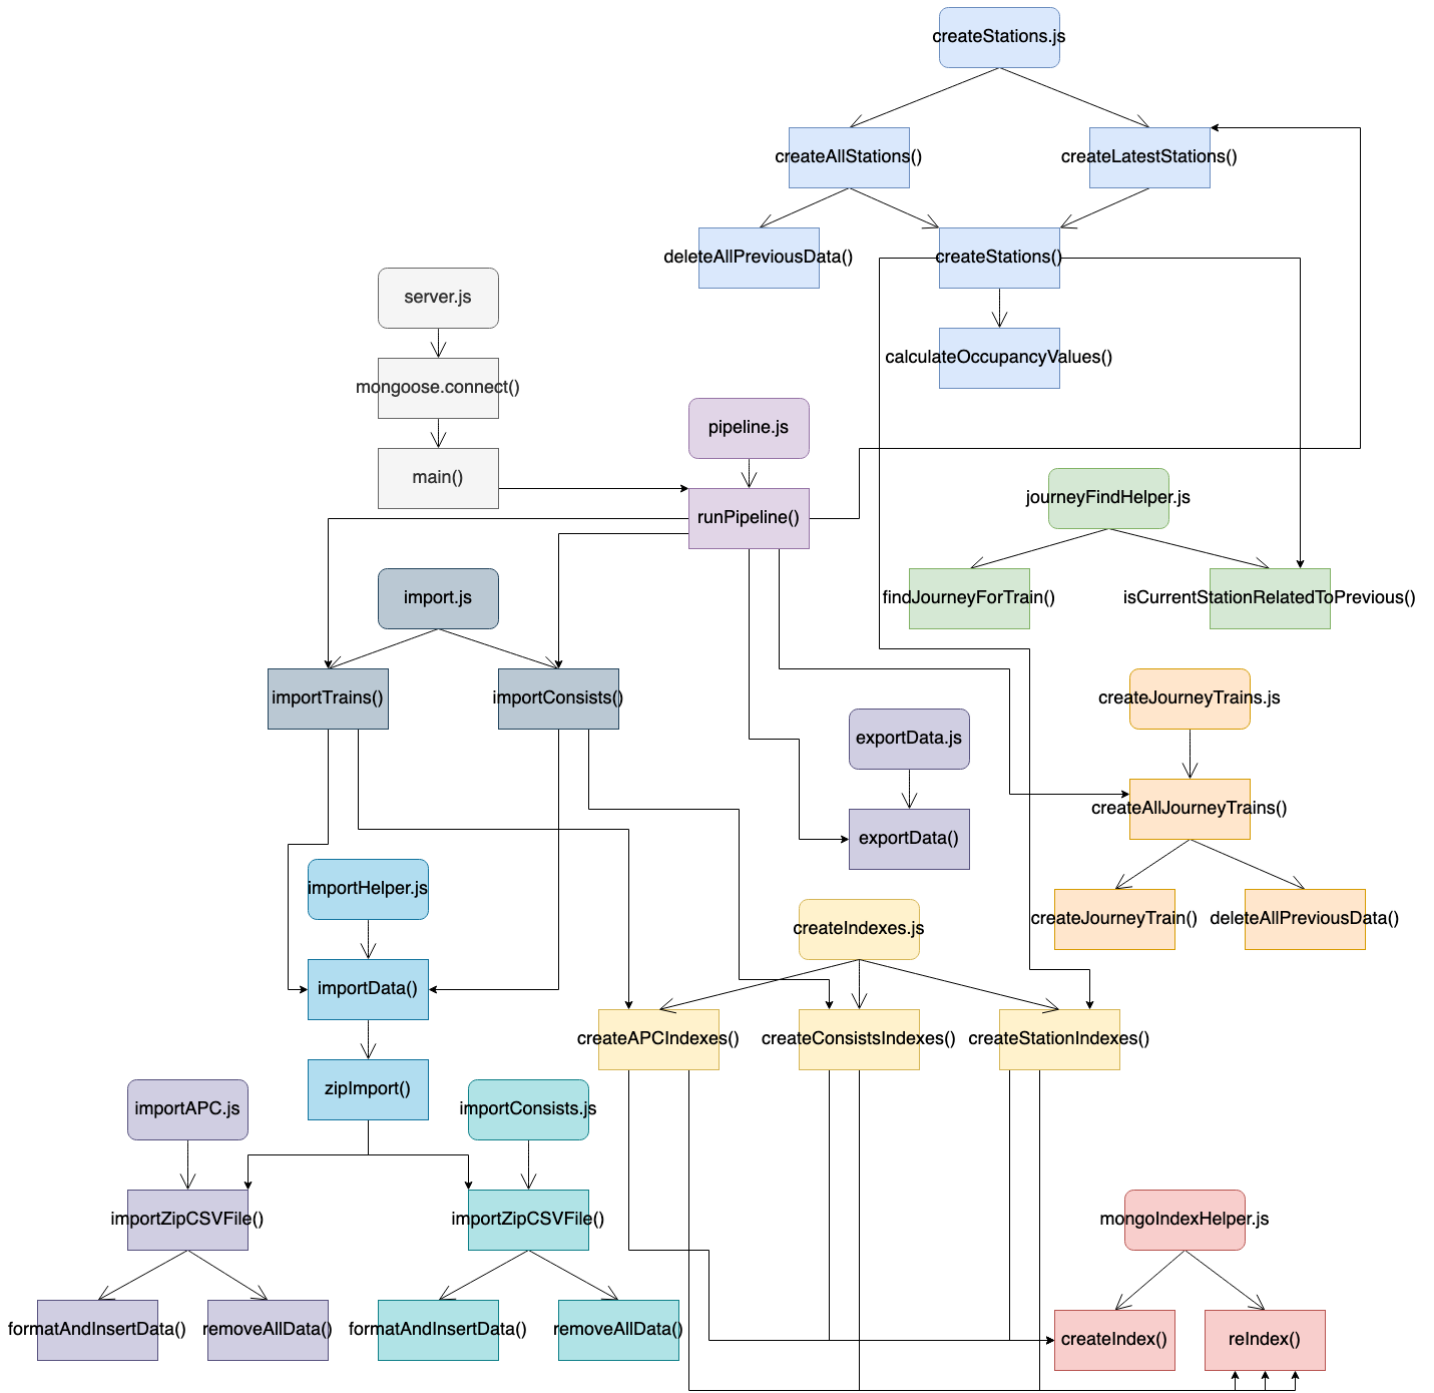 createStations.js
createAllStations()
createLatestStations()
deleteAllPreviousData()
createStations()
server.js
calculateOccupancyValues()
mongoose.connect()
pipeline.js
main()
journeyFindHelper.js
runPipeline()
import.js
findJourneyForTrain()
isCurrentStationRelatedToPrevious()
importTrains()
importConsists()
createJourneyTrains.js
exportData.js
createAllJourneyTrains()
exportData()
importHelper.js
createJourneyTrain()
deleteAllPreviousData()
createIndexes.js
importData()
createAPCIndexes()
createConsistsIndexes()
createStationIndexes()
zipImport()
importAPC.js
importConsists.js
importZipCSVFile()
importZipCSVFile()
mongoIndexHelper.js
formatAndInsertData()
removeAllData()
formatAndInsertData()
removeAllData()
createIndex()
reIndex()